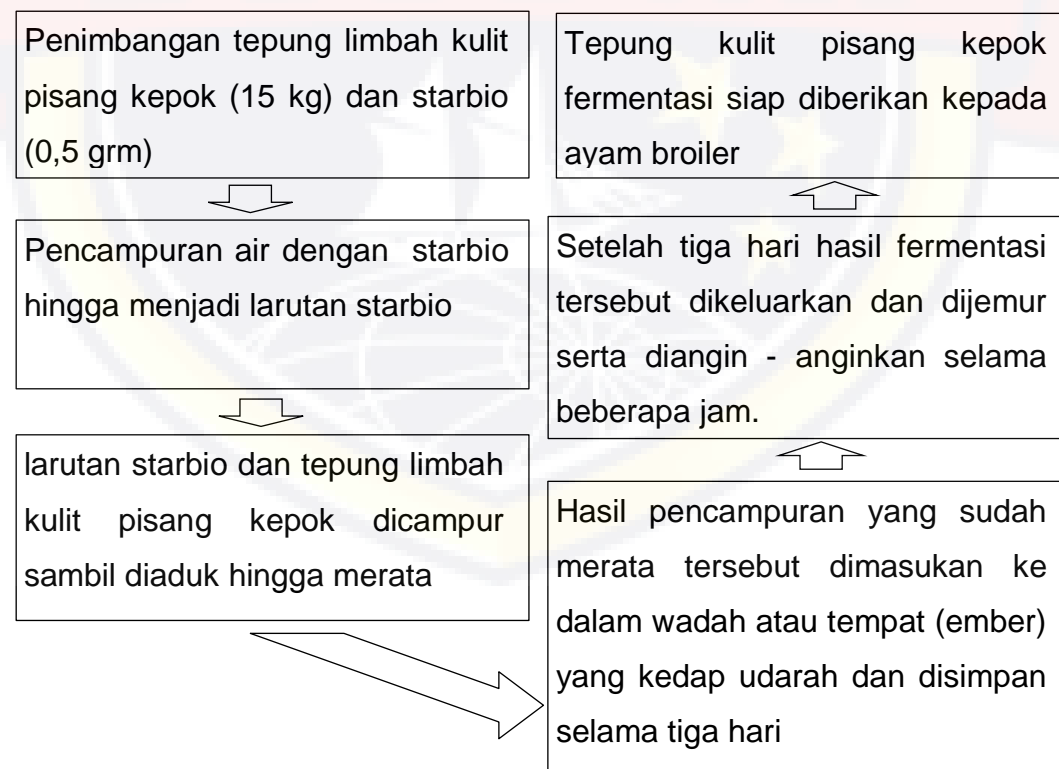 Penimbangan tepung limbah kulit
pisang kepok (15 kg) dan starbio
(0,5 grm)
Pencampuran air dengan starbio
hingga menjadi larutan starbio
larutan starbio dan tepung limbah
kulit pisang kepok dicampur
sambil diaduk hingga merata
Hasil pencampuran yang sudah
merata tersebut dimasukan ke
dalam wadah atau tempat (ember)
yang kedap udarah dan disimpan
selama tiga hari
Setelah tiga hari hasil fermentasi
tersebut dikeluarkan dan dijemur
serta diangin - anginkan selama
beberapa jam.
Tepung kulit pisang kepok
fermentasi siap diberikan kepada
ayam broiler